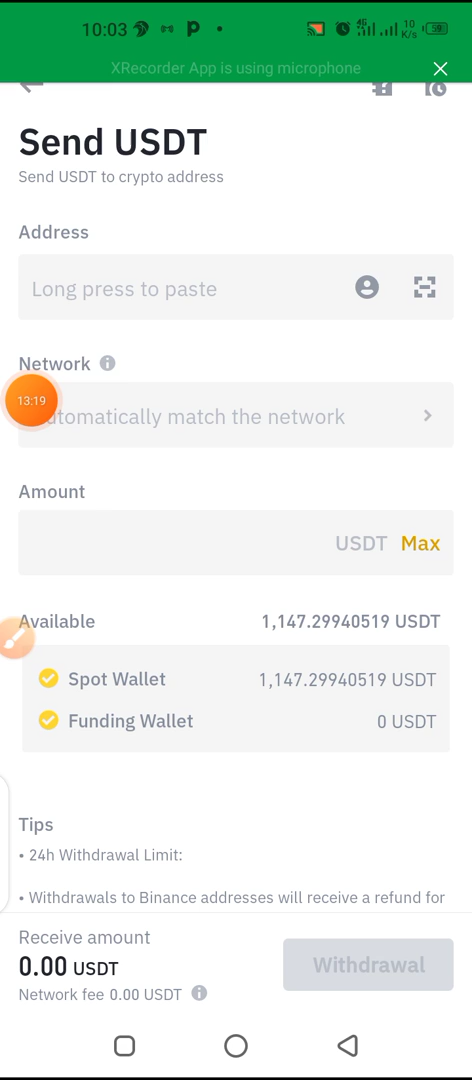 10:03
4G
10
K/s
59
XRecorder App is using microphone
Send USDT
Send USDT to crypto address
Address
Long press to paste
Network
13:19
utomatically match the network
Amount
USDT Max
Available 1,147.29940519 USDT
Spot Wallet 1,147.29940519 USDT
Funding Wallet 0 USDT
Tips
• 24h Withdrawal Limit:
• Withdrawals to Binance addresses will receive a refund for
Receive amount
0.00 USDT
Withdrawal
Network fee 0.00 USDT